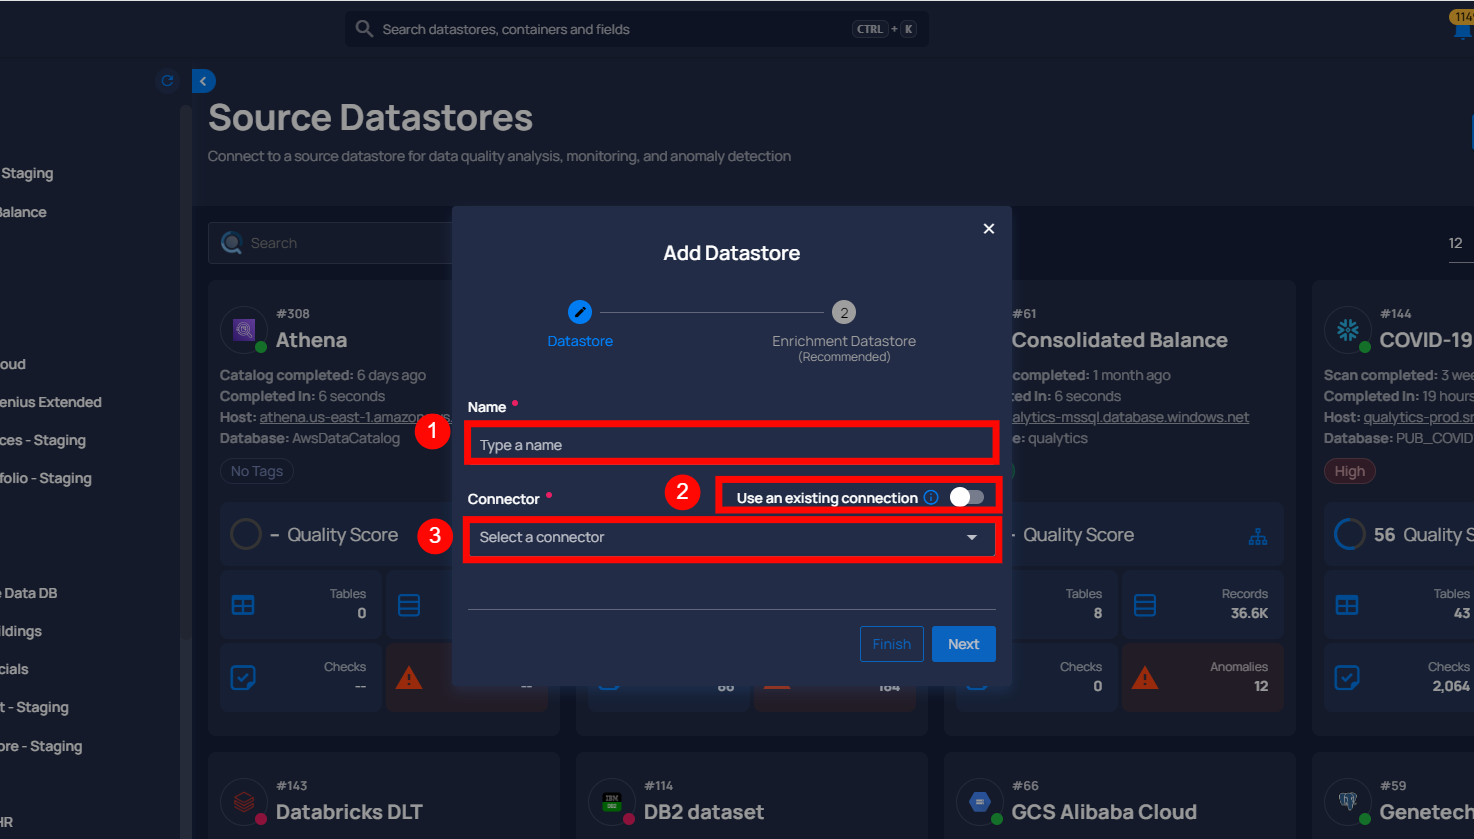 Search datastores, containers and fields
CTRL + K
114
Source Datastores
Connect to a source datastore for data quality analysis, monitoring, and anomaly detection
Staging
Balance
loud
enius Extended
ces - Staging
folio - Staging
Data DB
ildings
cials
t - Staging
ore - Staging
HR
Search
12
#308
Athena
Catalog completed: 6 days ago
Completed In: 6 seconds
Host: athena.us-east-1.amazonaws.
Database: AwsDataCatalog
No Tags
– Quality Score
Tables
0
Checks
--
--
Add Datastore
2
Datastore
Enrichment Datastore
(Recommended)
Name •
1
Type a name
Connector •
2
Use an existing connection
3
Select a connector
Finish
Next
66
164
#61
Consolidated Balance
completed: 1 month ago
ed In: 6 seconds
alytics-mssql.database.windows.net
e: qualytics
- Quality Score
Tables
8
Records
36.6K
Checks
0
Anomalies
12
#144
COVID-19
Scan completed: 3 wee
Completed In: 19 hours
Host: qualytics-prod.sn
Database: PUB_COVID
High
56 Quality S
Tables
43
Checks
2,064
#143
Databricks DLT
#114
IBM
DB2
DB2 dataset
#66
GCS Alibaba Cloud
#59
Genetech